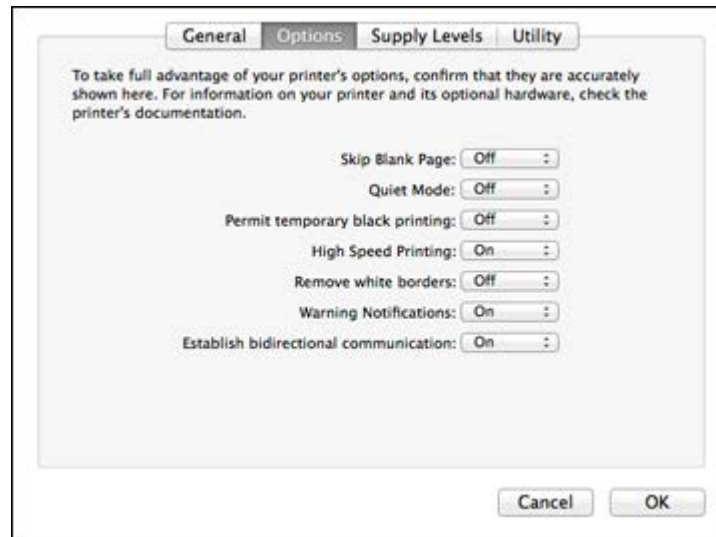 General Options Supply Levels Utility
To take full advantage of your printer's options, confirm that they are accurately
shown here. For information on your printer and its optional hardware, check the
printer's documentation.
Skip Blank Page: Off
Quiet Mode: Off
Permit temporary black printing: Off
High Speed Printing: On
Remove white borders: Off
Warning Notifications: On
Establish bidirectional communication: On
Cancel OK